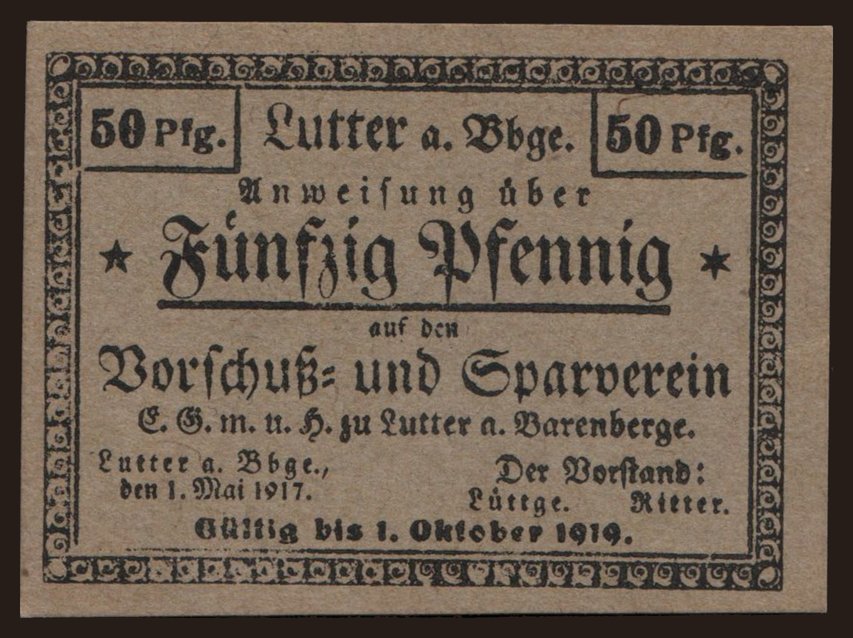 50 Pfg. Lutter a. Bbge. 50 Pfg.
Anweisung über
Fünfzig Pfennig
auf den
Vorschuß- und Sparverein
E. G. m. u. H. zu Lutter a. Barenberge.
Lutter a. Bbge., Der Vorstand:
den 1. Mai 1917. Lüttge. Ritter.
Gültig bis 1. Oktober 1919.